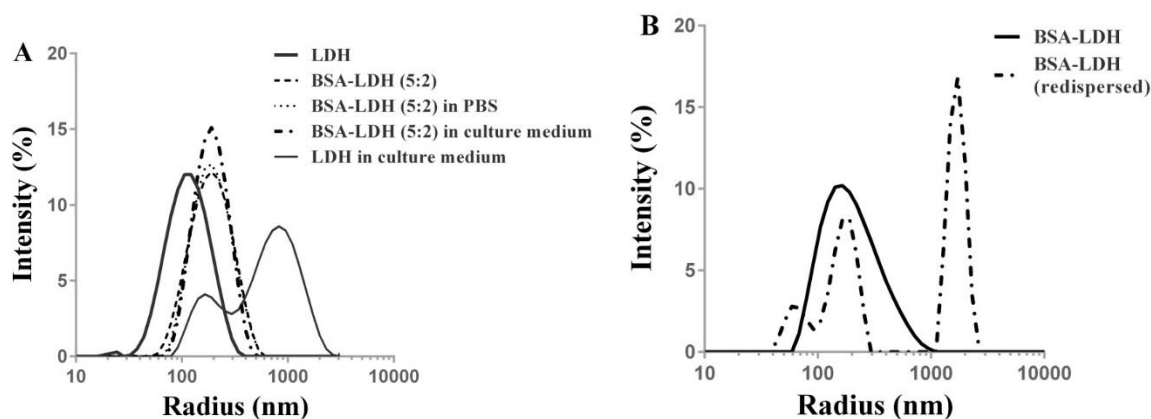 A
20
15
10
5
0
Intensity (%)
10
100
1000
10000
Radius (nm)
LDH
BSA-LDH (5:2)
BSA-LDH (5:2) in PBS
BSA-LDH (5:2) in culture medium
LDH in culture medium
B
20
15
10
5
0
Intensity (%)
10
100
1000
10000
Radius (nm)
BSA-LDH
BSA-LDH
(redispersed)